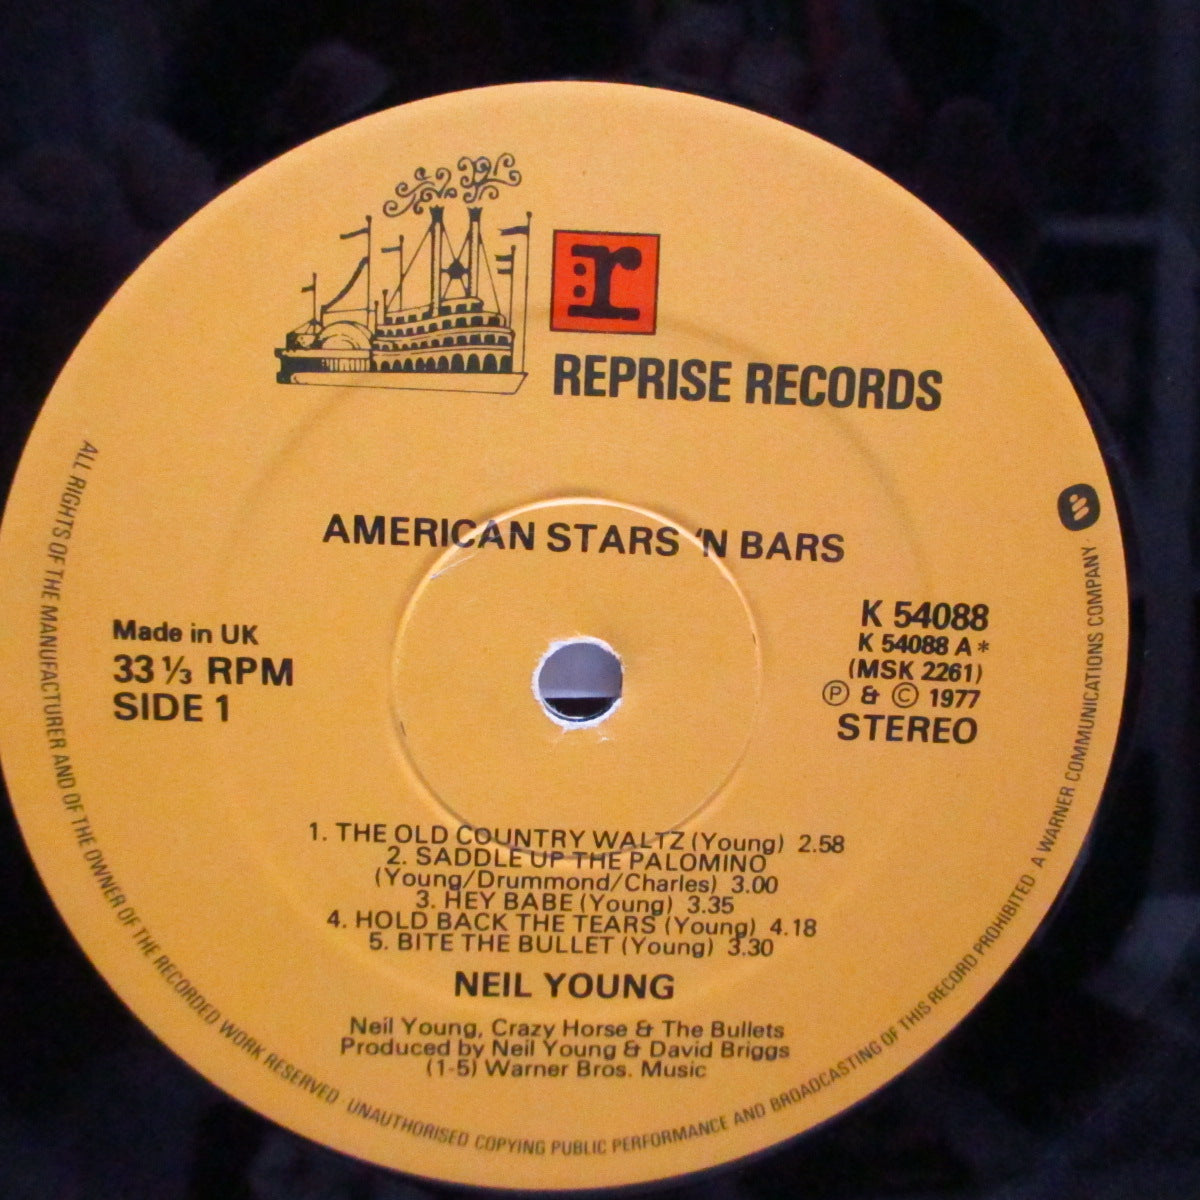 r:
REPRISE RECORDS
AMERICAN STARS 'N BARS
Made in UK
33 ⅓ RPM
SIDE 1
K 54088
K 54088 A*
(MSK 2261)
Ⓟ & © 1977
STEREO
1. THE OLD COUNTRY WALTZ (Young) 2.58
2. SADDLE UP THE PALOMINO
(Young/Drummond/Charles) 3.00
3. HEY BABE (Young) 3.35
4. HOLD BACK THE TEARS (Young) 4.18
5. BITE THE BULLET (Young) 3.30
NEIL YOUNG
Neil Young, Crazy Horse & The Bullets
Produced by Neil Young & David Briggs
(1-5) Warner Bros. Music
ALL RIGHTS OF THE MANUFACTURER AND OF THE OWNER OF THE RECORDED WORK RESERVED UNAUTHORISED COPYING PUBLIC PERFORMANCE AND BROADCASTING OF THIS RECORD PROHIBITED A WARNER COMMUNICATIONS COMPANY ·